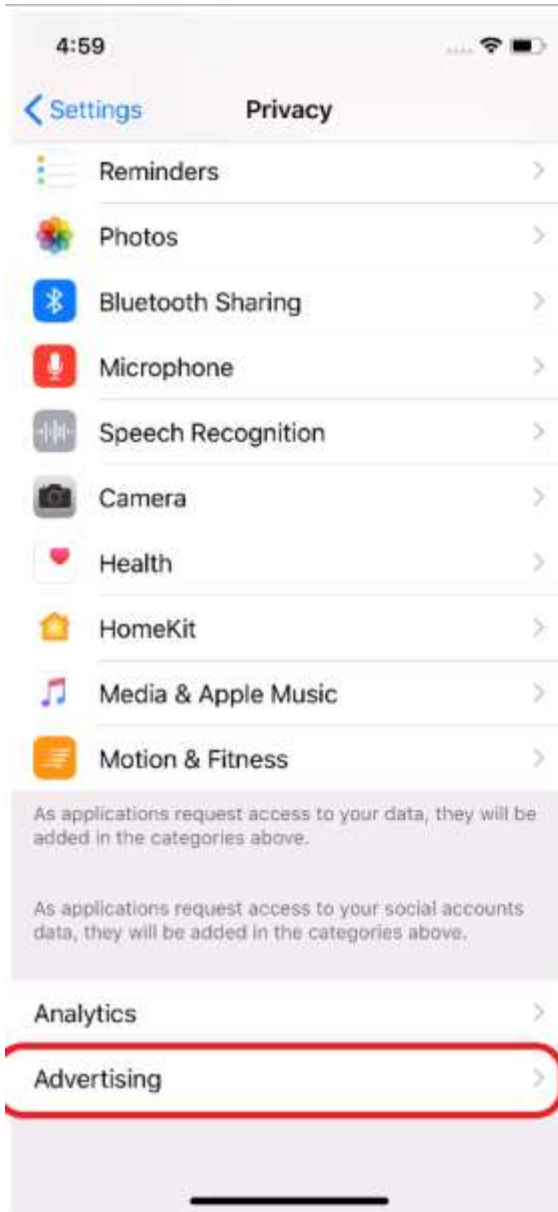 4:59
Settings
Privacy
Reminders
Photos
Bluetooth Sharing
Microphone
Speech Recognition
Camera
Health
HomeKit
Media & Apple Music
Motion & Fitness
As applications request access to your data, they will be
added in the categories above.
As applications request access to your social accounts
data, they will be added in the categories above.
Analytics
Advertising